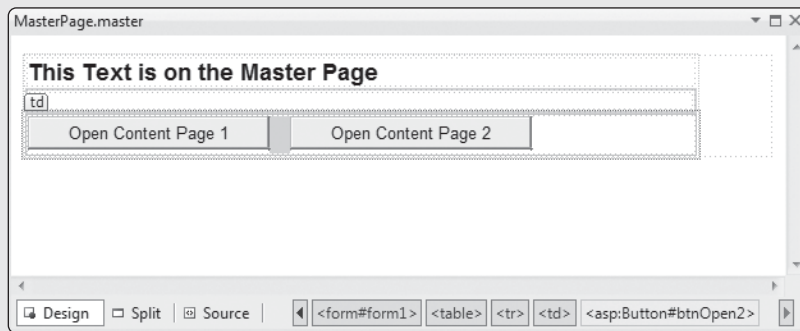 MasterPage.master
This Text is on the Master Page
td
Open Content Page 1 Open Content Page 2
Design Split Source <form#form1> <table> <tr> <td> <asp:Button#btnOpen2>